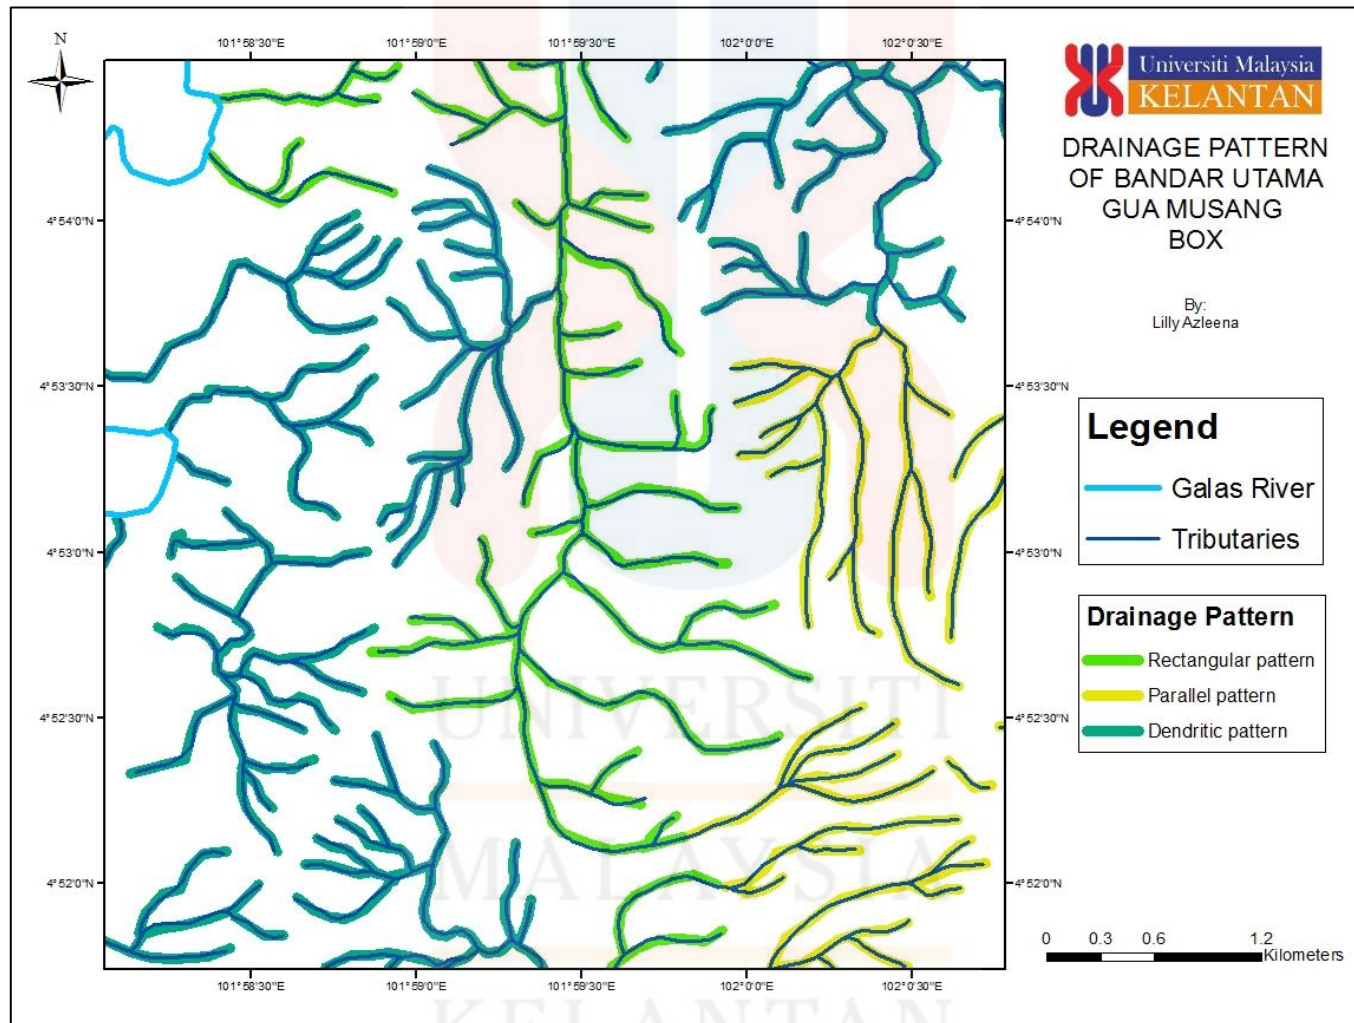 N
101°58'30"E
101°59'0"E
101°59'30"E
102°0'0"E
102°0'30"E
4°54'0"N
4°53'30"N
4°53'0"N
4°52'30"N
4°52'0"N
4°54'0"N
4°53'30"N
4°53'0"N
4°52'30"N
4°52'0"N
101°58'30"E
101°59'0"E
101°59'30"E
102°0'0"E
102°0'30"E
UNIVERSITI
MALAYSIA
KELANTAN
Universiti Malaysia
KELANTAN
DRAINAGE PATTERN
OF BANDAR UTAMA
GUA MUSANG
BOX
By:
Lilly Azleena
Legend
Galas River
Tributaries
Drainage Pattern
Rectangular pattern
Parallel pattern
Dendritic pattern
0 0.3 0.6 1.2
Kilometers